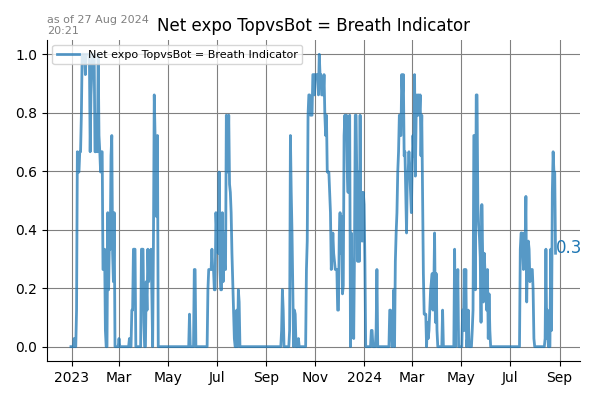 as of 27 Aug 2024
20:21
Net expo TopvsBot = Breath Indicator
Net expo TopvsBot = Breath Indicator
1.0
0.8
0.6
0.4
0.2
0.0
0.3
2023 Mar May Jul Sep Nov 2024 Mar May Jul Sep